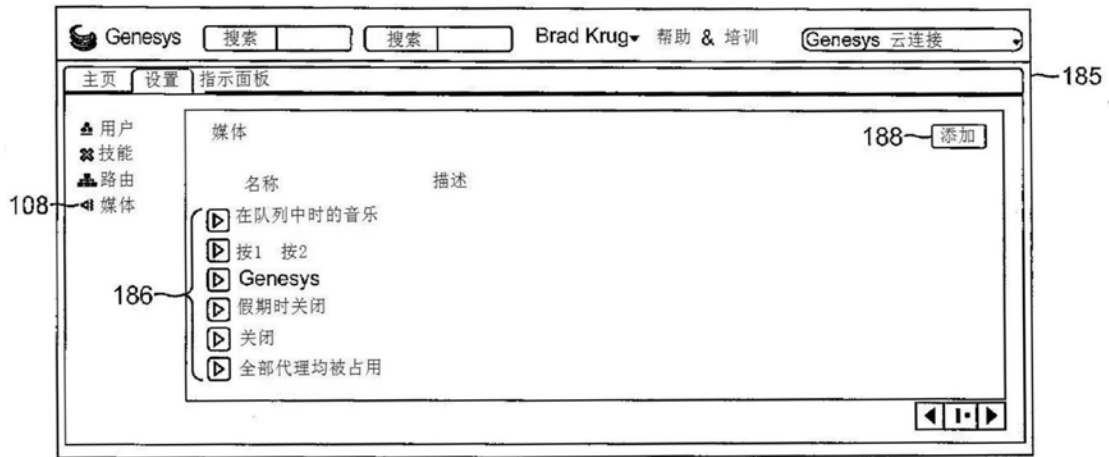 Genesys 搜索 搜索 Brad Krug 帮助 & 培训 Genesys 云连接
主页 设置 指示面板 185
用户 媒体 188 添加
技能
路由 名称 描述
108 媒体 在队列中时的音乐
按1 按2
186 Genesys
假期时关闭
关闭
全部代理均被占用